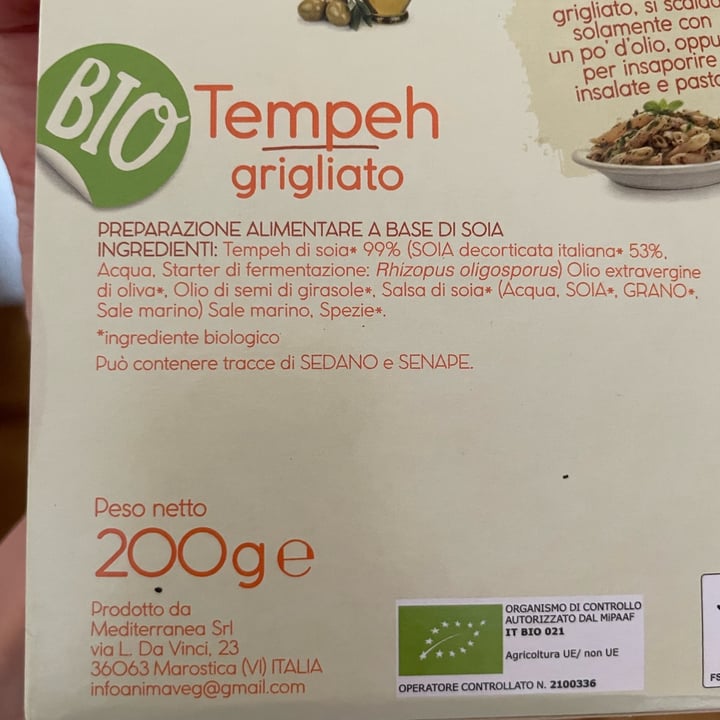 grigliato, si scalda
solamente con
un po' d'olio, oppu
per insaporire
insalate e past
BIO
Tempeh
grigliato
PREPARAZIONE ALIMENTARE A BASE DI SOIA
INGREDIENTI: Tempeh di soia* 99% (SOIA decorticata italiana* 53%,
Acqua, Starter di fermentazione: Rhizopus oligosporus) Olio extravergine
di oliva*, Olio di semi di girasole*, Salsa di soia* (Acqua, SOIA*, GRANO*,
Sale marino) Sale marino, Spezie*.
*ingrediente biologico
Può contenere tracce di SEDANO e SENAPE.
Peso netto
200g e
Prodotto da
Mediterranea Srl
via L. Da Vinci, 23
36063 Marostica (VI) ITALIA
infoanimaveg@gmail.com
ORGANISMO DI CONTROLLO
AUTORIZZATO DAL MiPAAF
IT BIO 021
Agricoltura UE/ non UE
OPERATORE CONTROLLATO N. 2100336
FS